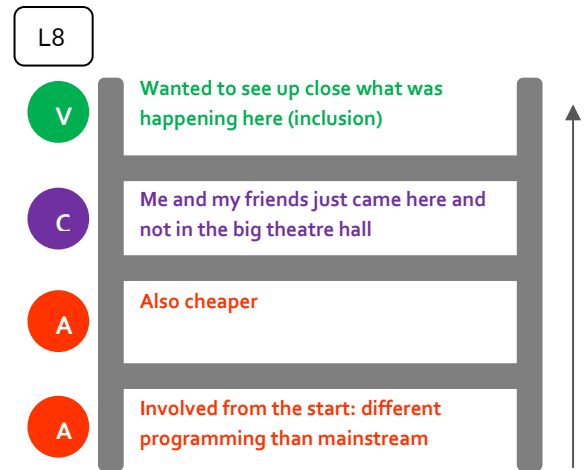 L8
V
Wanted to see up close what was
happening here (inclusion)
C
Me and my friends just came here and
not in the big theatre hall
A
Also cheaper
A
Involved from the start: different
programming than mainstream